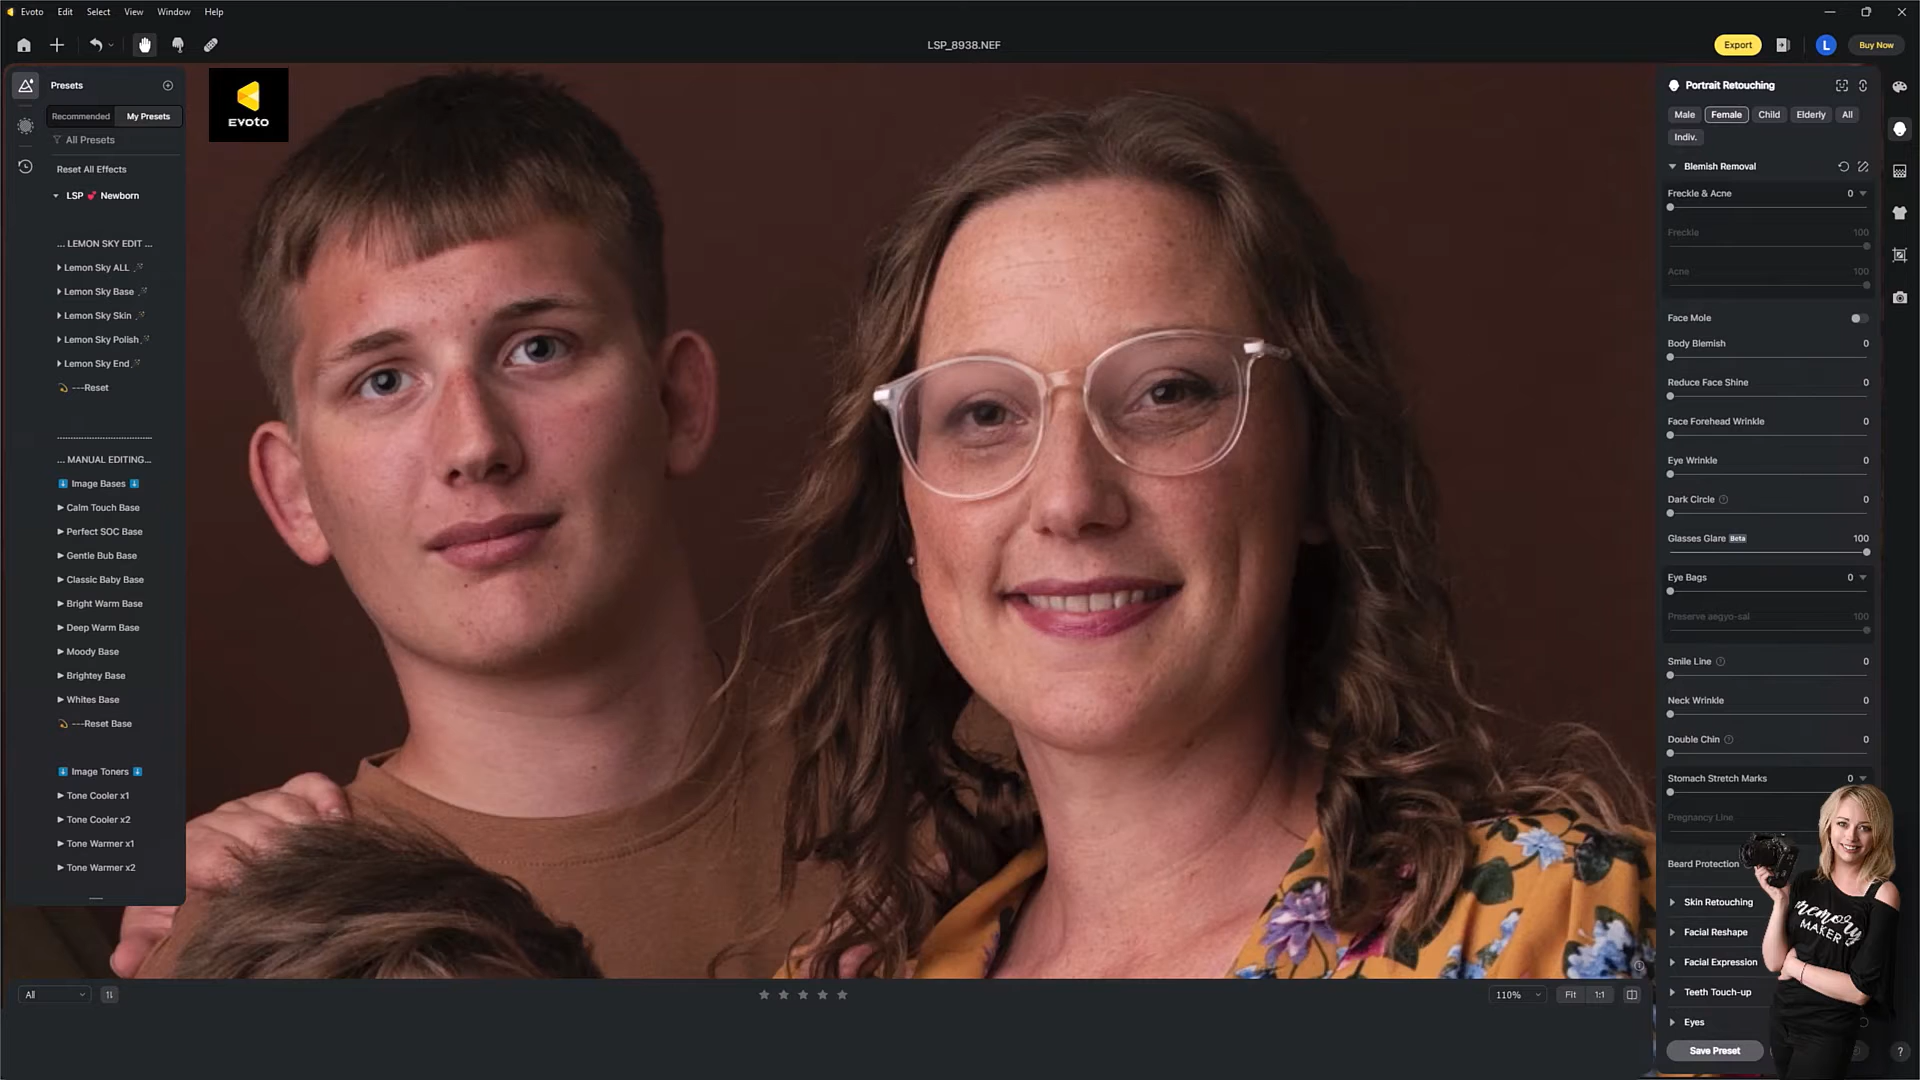 Evoto Edit Select View Window Help
LSP_8938.NEF
Export
L
Buy Now
Presets
Recommended My Presets
All Presets
Reset All Effects
LSP 💕 Newborn
... LEMON SKY EDIT ...
Lemon Sky ALL
Lemon Sky Base
Lemon Sky Skin
Lemon Sky Polish
Lemon Sky End
---Reset
... MANUAL EDITING...
Image Bases
Calm Touch Base
Perfect SOC Base
Gentle Bub Base
Classic Baby Base
Bright Warm Base
Deep Warm Base
Moody Base
Brightey Base
Whites Base
---Reset Base
Image Toners
Tone Cooler x1
Tone Cooler x2
Tone Warmer x1
Tone Warmer x2
EVOTO
Portrait Retouching
Male Female Child Elderly All
Indiv.
Blemish Removal
Freckle & Acne 0
Freckle 100
Acne 100
Face Mole
Body Blemish 0
Reduce Face Shine 0
Face Forehead Wrinkle 0
Eye Wrinkle 0
Dark Circle 0
Glasses Glare Beta 100
Eye Bags 0
Preserve aegyo-sal 100
Smile Line 0
Neck Wrinkle 0
Double Chin 0
Stomach Stretch Marks 0
Pregnancy Line
Beard Protection
Skin Retouching
Facial Reshape
Facial Expression
Teeth Touch-up
Eyes
Save Preset
memory
MAKER
All
110% Fit 1:1
?